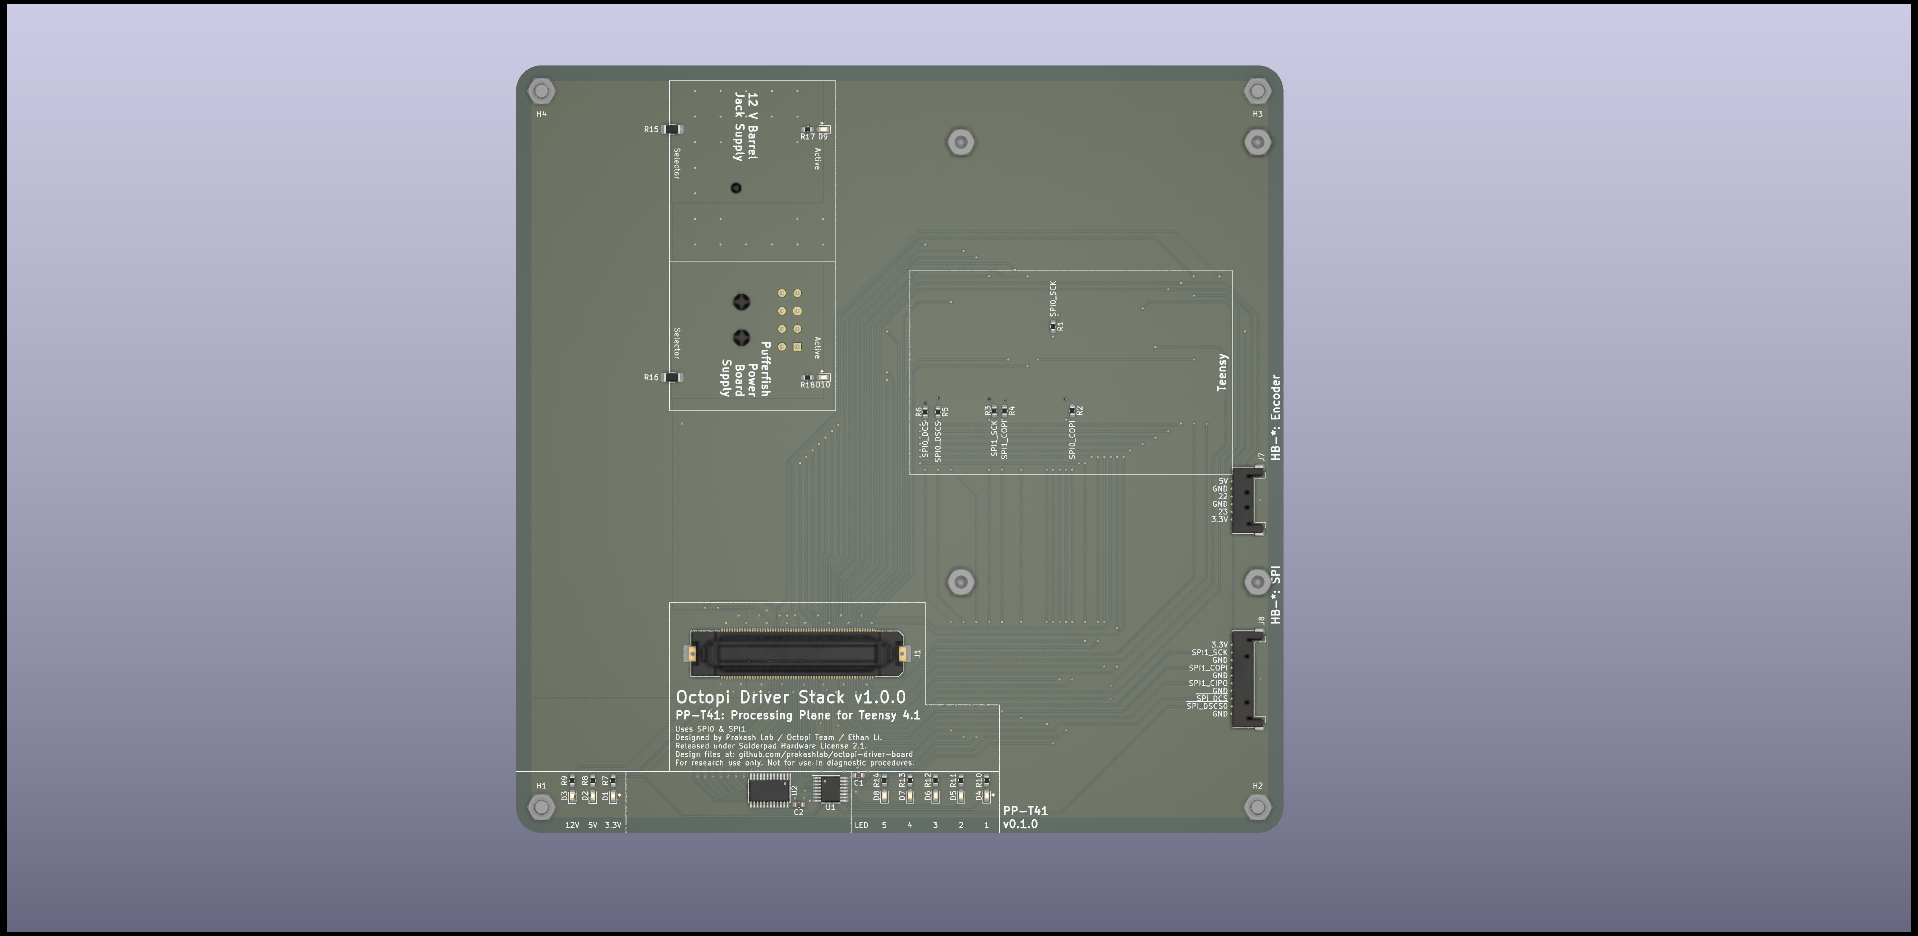 H4
H3
12 V Barrel
Jack Supply
R15
R17 D9
Selector
Active
SPI0_SCK
R1
Selector
Active
Pufferfish
Power
Board
Supply
R16
R18 D10
Teensy
HB-*: Encoder
R6
R5
R3
R4
R2
SPI0_DCS
SPI0_DSCS
SPI1_SCK
SPI1_COPI
SPI0_COPI
J7
5V
GND
22
GND
23
3.3V
HB-*: SPI
J8
3.3V
SPI1_SCK
GND
SPI1_COPI
GND
SPI1_CIPO
GND
SPI_DCS
SPI_DSCS0
GND
J1
Octopi Driver Stack v1.0.0
PP-T41: Processing Plane for Teensy 4.1
Uses SPI0 & SPI1.
Designed by Prakash Lab / Octopi Team / Ethan Li.
Released under Solderpad Hardware License 2.1.
Design files at: github.com/prakashlab/octopi-driver-board
For research use only. Not for use in diagnostic procedures.
H1
R9
R8
R7
D3
D2
D1
12V
5V
3.3V
U2
C2
U1
C1
R14
R13
R12
R11
R10
D8
D7
D6
D5
D4
LED
5
4
3
2
1
H2
PP-T41
v0.1.0